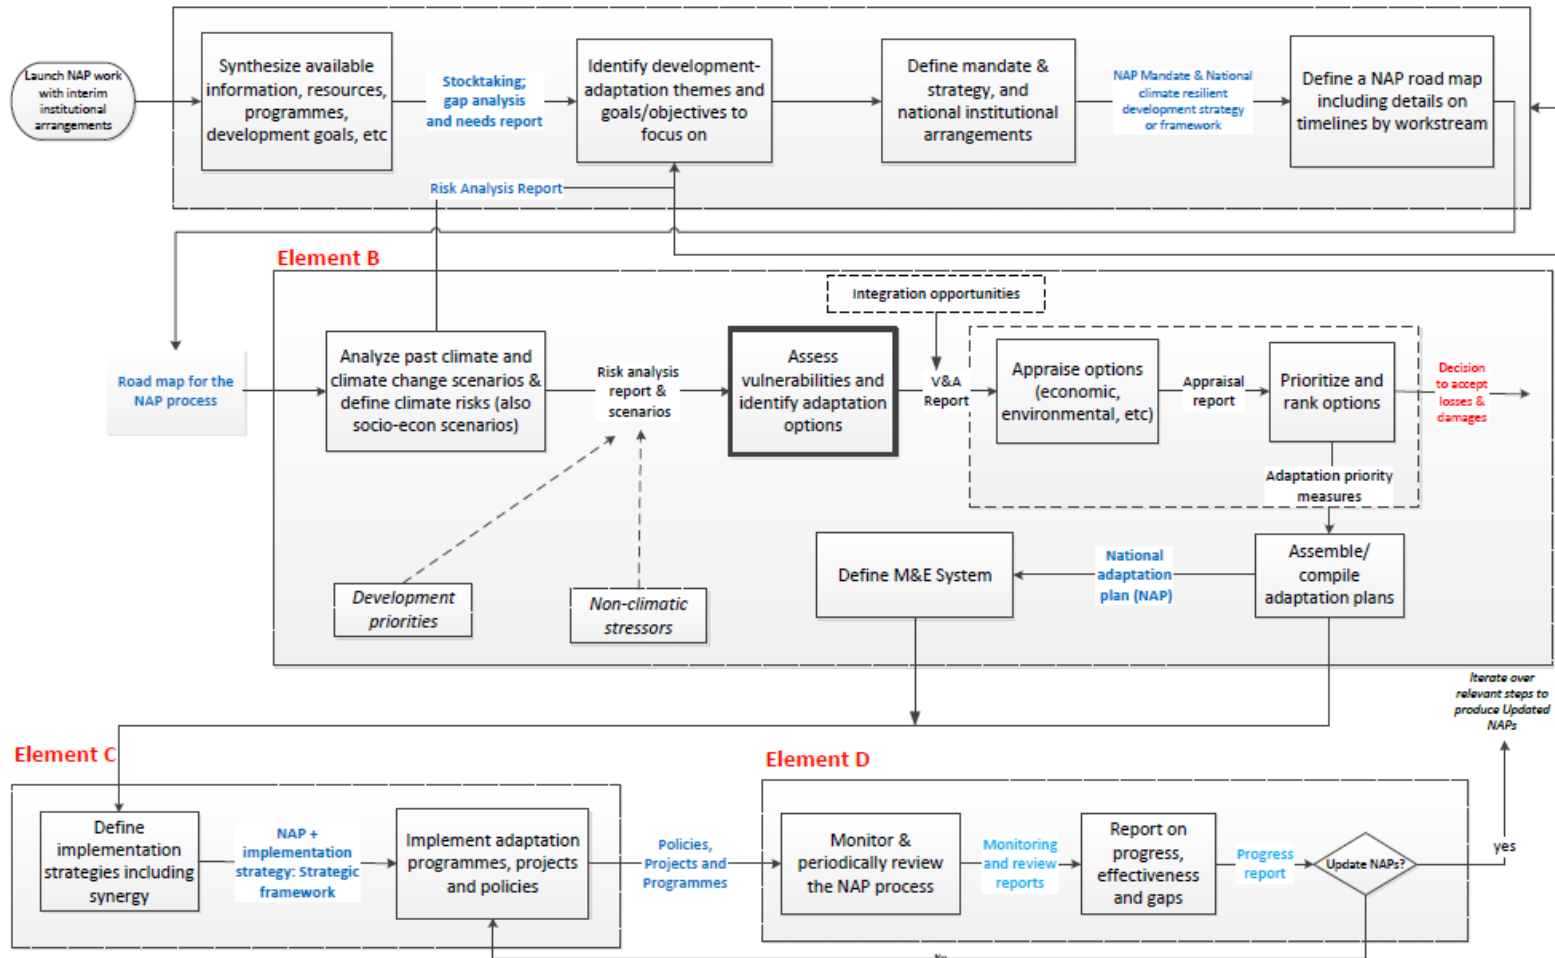 Launch NAP work
with interim
institutional
arrangements
Synthesize available
information, resources,
programmes,
development goals, etc
Stocktaking;
gap analysis
and needs report
Identify development-
adaptation themes and
goals/objectives to
focus on
Define mandate &
strategy, and
national institutional
arrangements
NAP Mandate & National
climate resilient
development strategy
or framework
Define a NAP road map
including details on
timelines by workstream
Risk Analysis Report
Element B
Integration opportunities
Road map for the
NAP process
Analyze past climate and
climate change scenarios &
define climate risks (also
socio-econ scenarios)
Risk analysis
report &
scenarios
Assess
vulnerabilities and
identify adaptation
options
V&A
Report
Appraise options
(economic,
environmental, etc)
Appraisal
report
Prioritize and
rank options
Decision
to accept
losses &
damages
Adaptation priority
measures
Development
priorities
Non-climatic
stressors
Define M&E System
National
adaptation
plan (NAP)
Assemble/
compile
adaptation plans
Iterate over
relevant steps to
produce Updated
NAPs
Element C
Define
implementation
strategies including
synergy
NAP +
implementation
strategy: Strategic
framework
Implement adaptation
programmes, projects
and policies
Policies,
Projects and
Programmes
Element D
Monitor &
periodically review
the NAP process
Monitoring
and review
reports
Report on
progress,
effectiveness
and gaps
Progress
report
Update NAPs?
yes